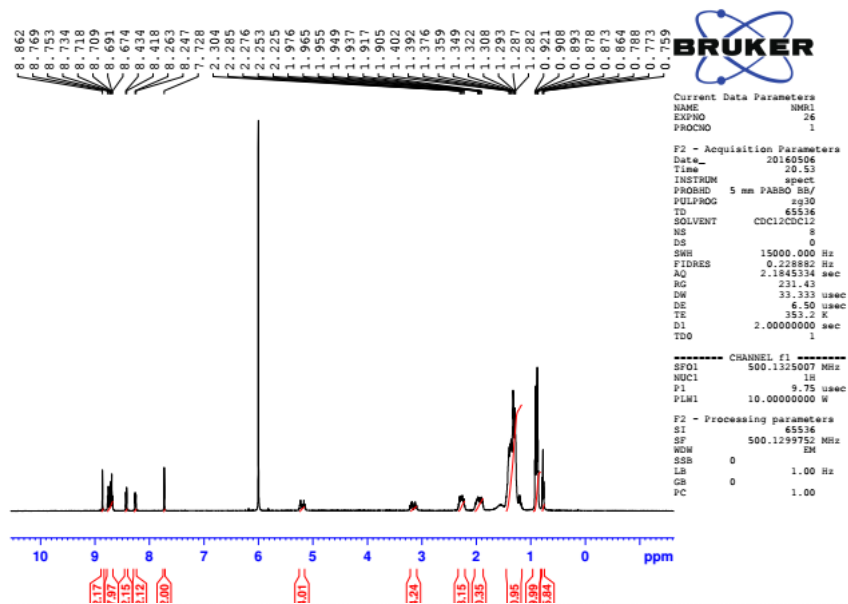 8.862
8.769
8.753
8.734
8.718
8.709
8.691
8.674
8.434
8.418
8.263
8.247
7.728
2.304
2.285
2.276
2.253
2.225
1.976
1.965
1.955
1.949
1.937
1.917
1.905
1.402
1.392
1.376
1.359
1.349
1.322
1.308
1.293
1.287
1.282
0.921
0.908
0.893
0.878
0.873
0.864
0.788
0.773
0.759
BRUKER
Current Data Parameters
NAME NMR1
EXPNO 26
PROCNO 1
F2 - Acquisition Parameters
Date_ 20160506
Time 20.53
INSTRUM spect
PROBHD 5 mm PABBO BB/
PULPROG zg30
TD 65536
SOLVENT CDCl2CDCl2
NS 8
DS 0
SWH 15000.000 Hz
FIDRES 0.228882 Hz
AQ 2.1845334 sec
RG 231.43
DW 33.333 usec
DE 6.50 usec
TE 353.2 K
D1 2.00000000 sec
TD0 1
======== CHANNEL f1 ========
SFO1 500.1325007 MHz
NUC1 1H
P1 9.75 usec
PLW1 10.00000000 W
F2 - Processing parameters
SI 65536
SF 500.1299752 MHz
WDW EM
SSB 0
LB 1.00 Hz
GB 0
PC 1.00
10 9 8 7 6 5 4 3 2 1 0 ppm